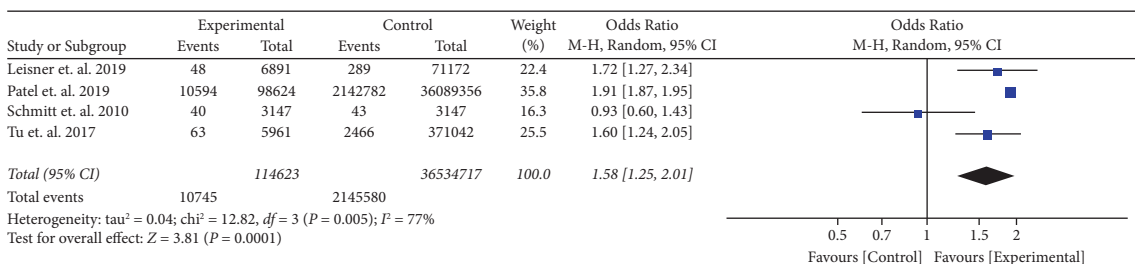 Experimental Control Weight Odds Ratio Odds Ratio
Study or Subgroup Events Total Events Total (%) M-H, Random, 95% CI M-H, Random, 95% CI
Leisner et. al. 2019 48 6891 289 71172 22.4 1.72 [1.27, 2.34]
Patel et. al. 2019 10594 98624 2142782 36089356 35.8 1.91 [1.87, 1.95]
Schmitt et. al. 2010 40 3147 43 3147 16.3 0.93 [0.60, 1.43]
Tu et. al. 2017 63 5961 2466 371042 25.5 1.60 [1.24, 2.05]
Total (95% CI) 114623 36534717 100.0 1.58 [1.25, 2.01]
Total events 10745 2145580
Heterogeneity: tau² = 0.04; chi² = 12.82, df = 3 (P = 0.005); I² = 77%
Test for overall effect: Z = 3.81 (P = 0.0001)
0.5 0.7 1 1.5 2
Favours [Control] Favours [Experimental]